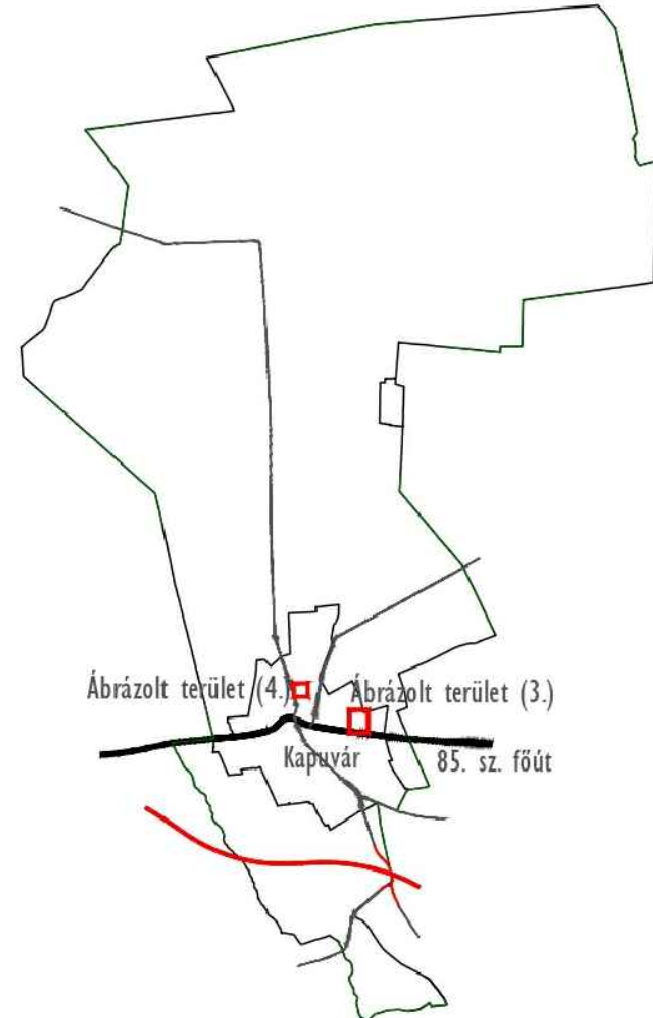 Ábrázolt terület (4.)
Ábrázolt terület (3.)
Kapuvár
85. sz. főút